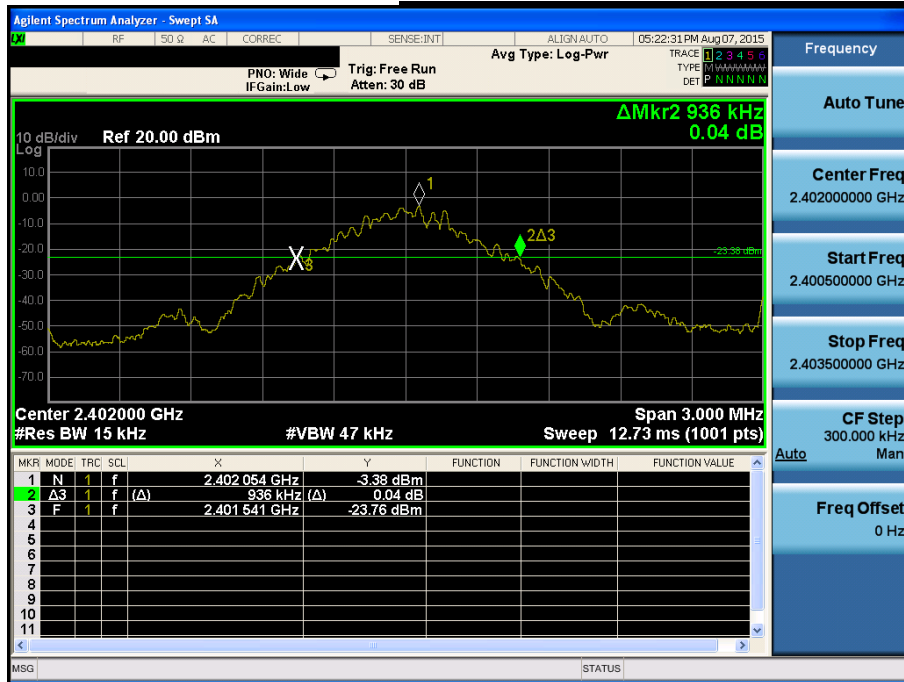 Agilent Spectrum Analyzer - Swept SA
LXI RF 50 Ω AC CORREC SENSE:INT ALIGN AUTO 05:22:31 PM Aug 07, 2015
Avg Type: Log-Pwr
TRACE 1 2 3 4 5 6
TYPE M WWWWW
DET P N N N N N
PNO: Wide
IFGain:Low
Trig: Free Run
Atten: 30 dB
ΔMkr2 936 kHz
0.04 dB
10 dB/div Ref 20.00 dBm
Log
10.0
0.00
-10.0
-20.0
-30.0
-40.0
-50.0
-60.0
-70.0
1
2Δ3
3
-23.38 dBm
Center 2.402000 GHz Span 3.000 MHz
#Res BW 15 kHz #VBW 47 kHz Sweep 12.73 ms (1001 pts)
MKR MODE TRC SCL X Y FUNCTION FUNCTION WIDTH FUNCTION VALUE
1 N 1 f 2.402 054 GHz -3.38 dBm
2 Δ3 1 f (Δ) 936 kHz (Δ) 0.04 dB
3 F 1 f 2.401 541 GHz -23.76 dBm
4
5
6
7
8
9
10
11
MSG STATUS
Frequency
Auto Tune
Center Freq
2.402000000 GHz
Start Freq
2.400500000 GHz
Stop Freq
2.403500000 GHz
CF Step
300.000 kHz
Auto Man
Freq Offset
0 Hz